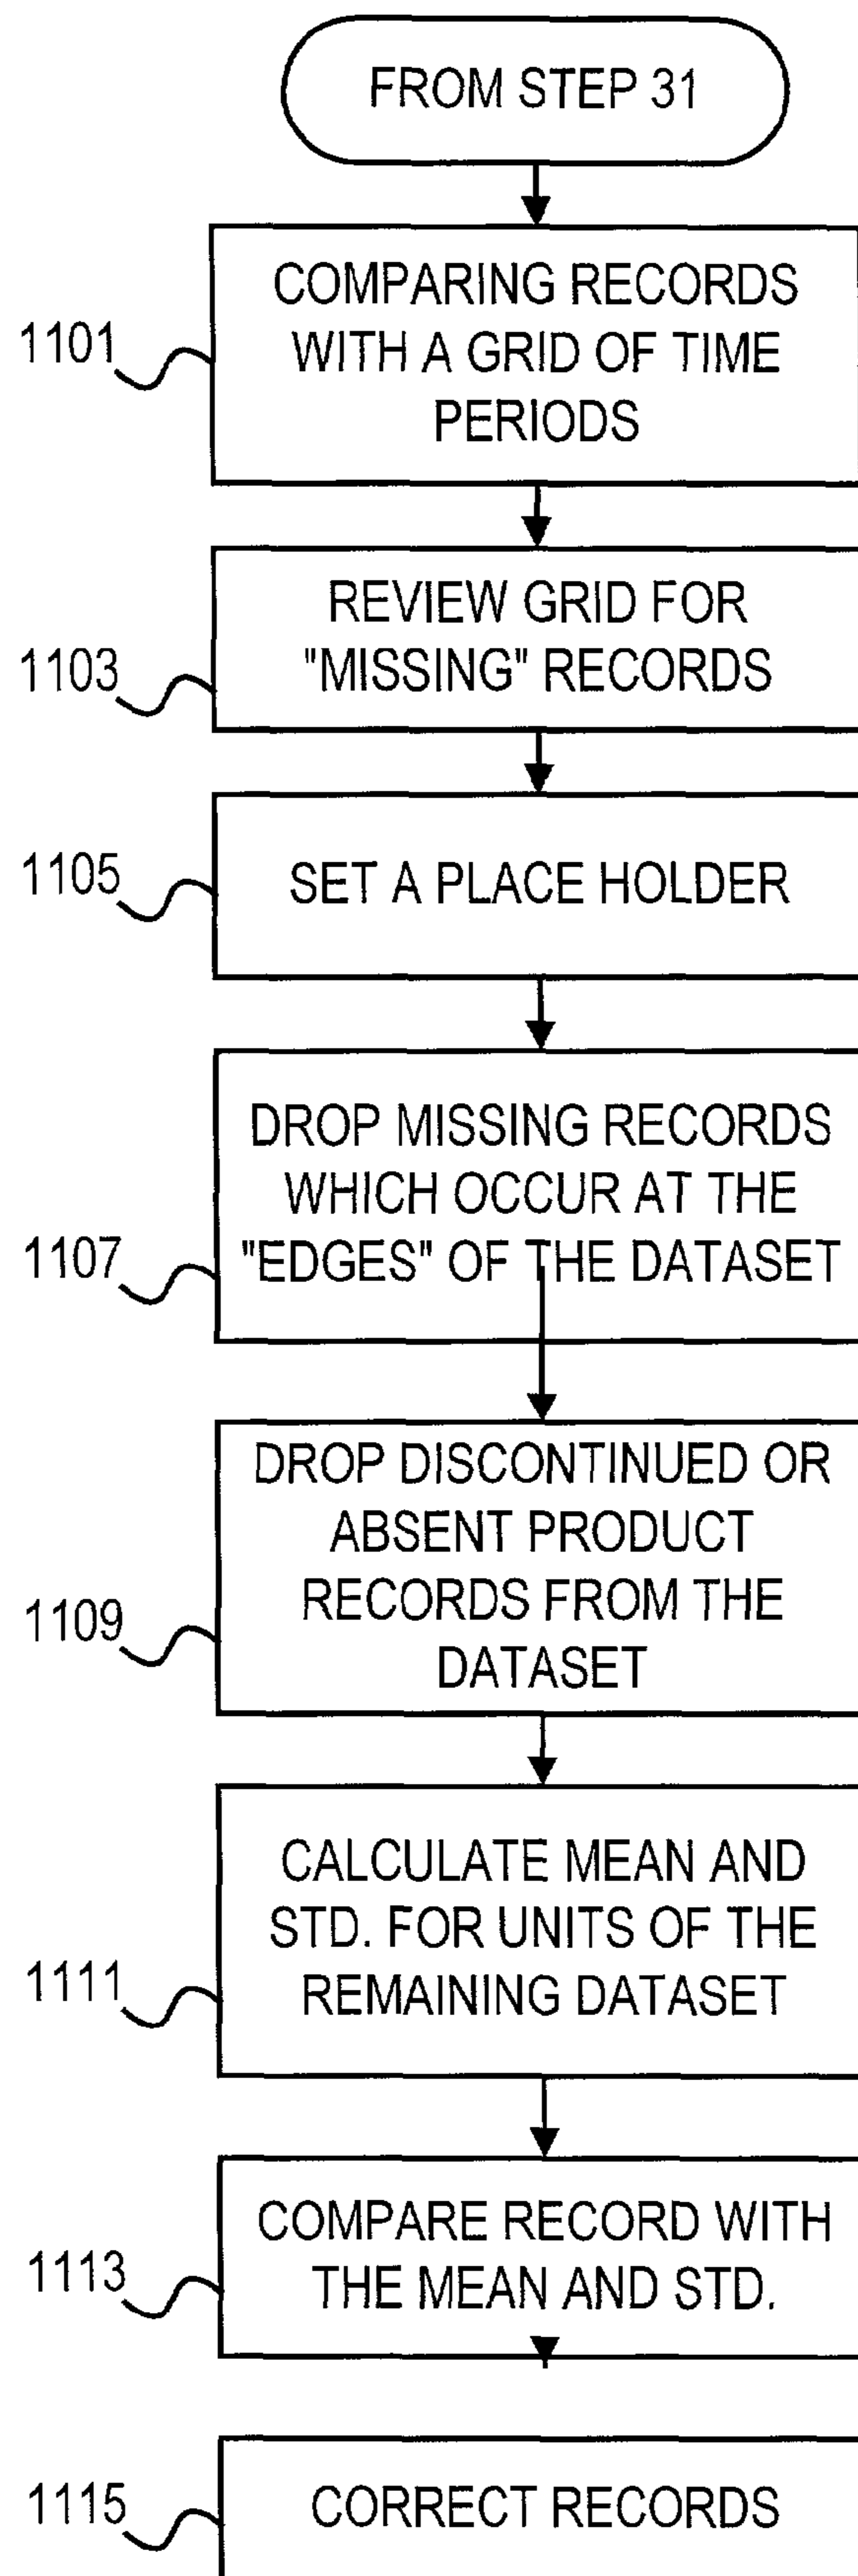 FROM STEP 31
1101
COMPARING RECORDS
WITH A GRID OF TIME
PERIODS
1103
REVIEW GRID FOR
"MISSING" RECORDS
1105
SET A PLACE HOLDER
1107
DROP MISSING RECORDS
WHICH OCCUR AT THE
"EDGES" OF THE DATASET
1109
DROP DISCONTINUED OR
ABSENT PRODUCT
RECORDS FROM THE
DATASET
1111
CALCULATE MEAN AND
STD. FOR UNITS OF THE
REMAINING DATASET
1113
COMPARE RECORD WITH
THE MEAN AND STD.
1115
CORRECT RECORDS